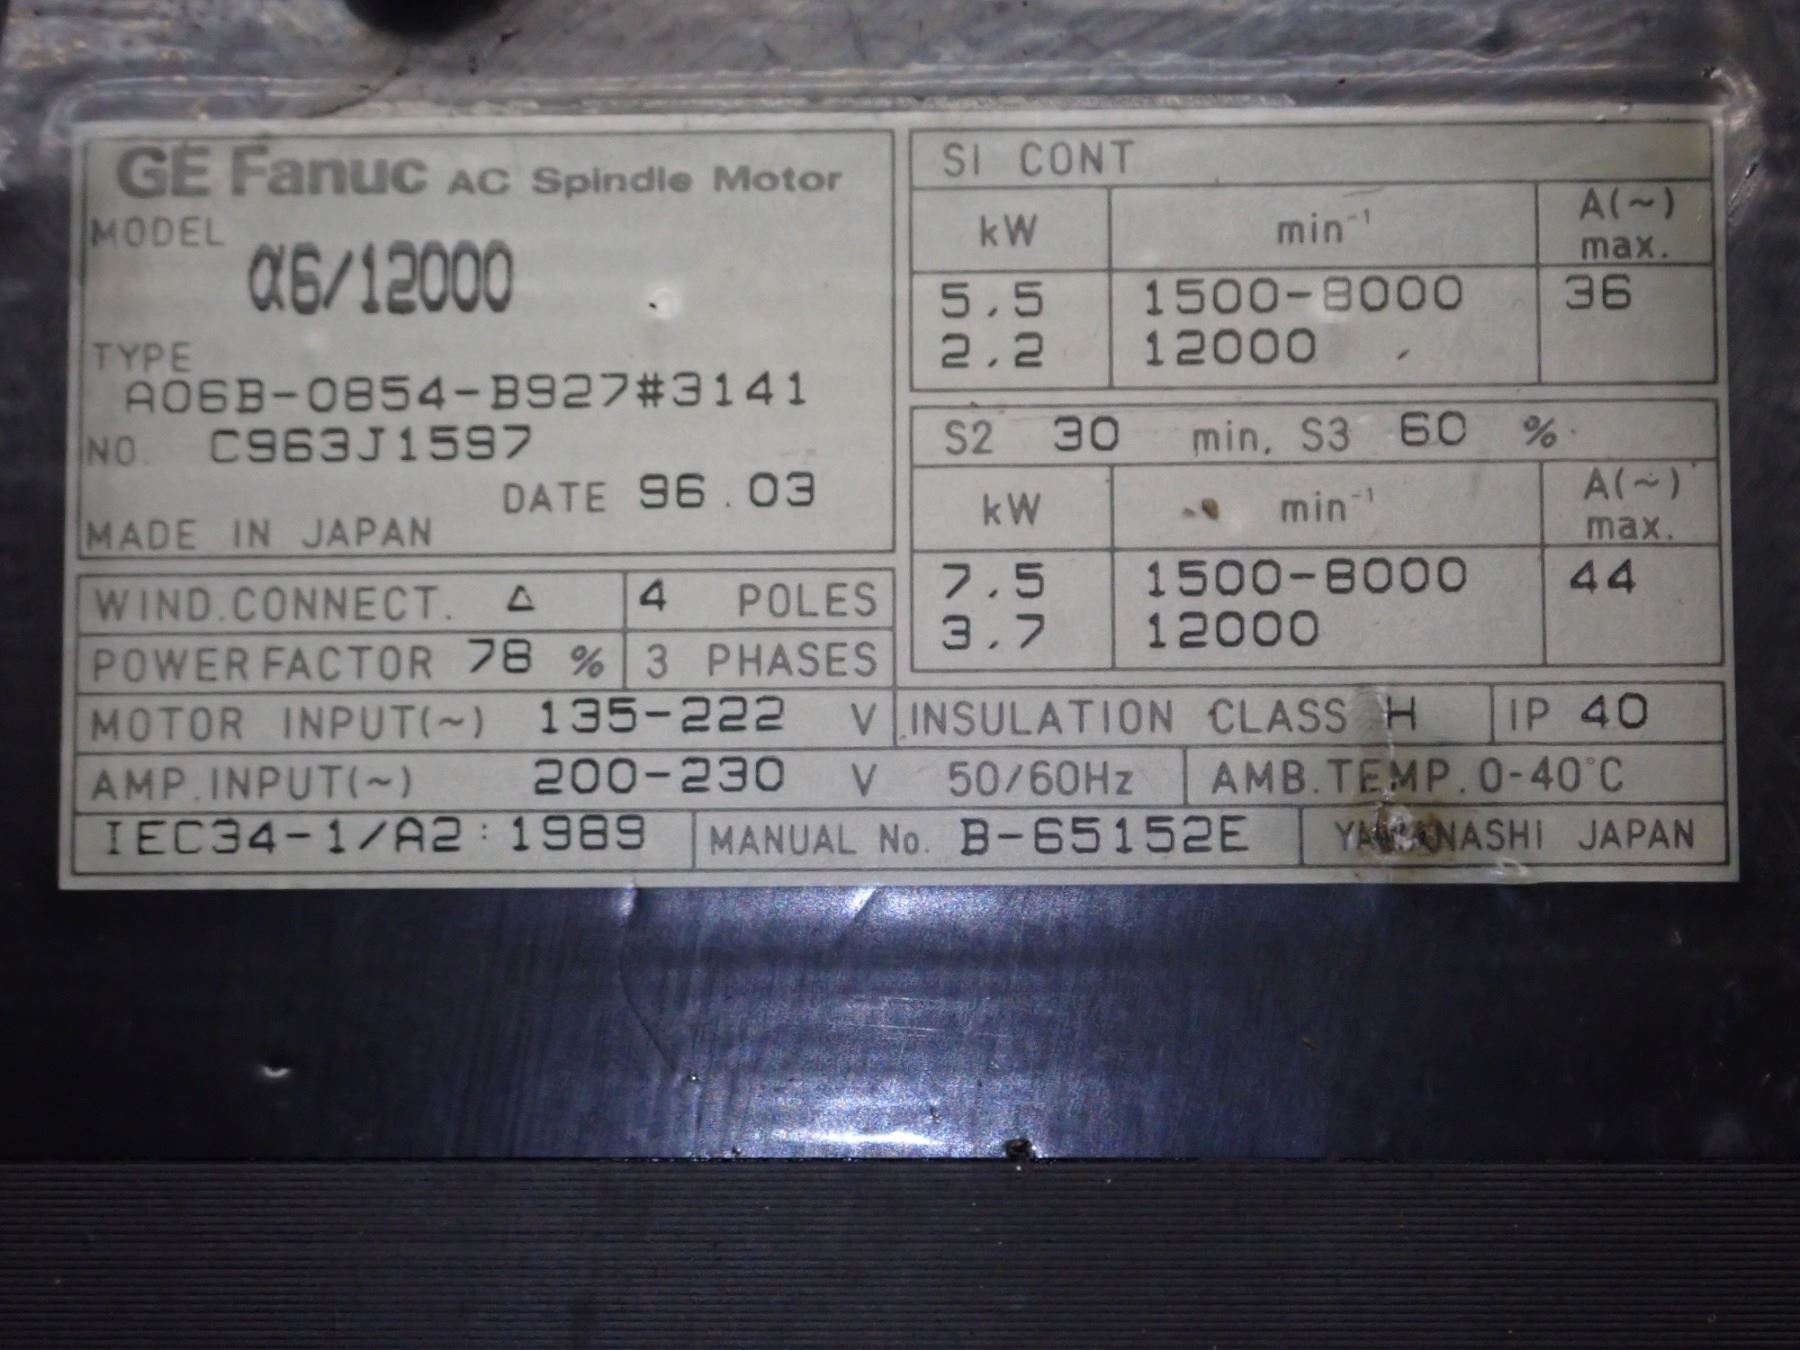 GE Fanuc AC Spindle Motor
MODEL
α6/12000
TYPE
A06B-0854-B927#3141
NO. C963J1597
DATE 96.03
MADE IN JAPAN
WIND.CONNECT. △ 4 POLES
POWER FACTOR 78 % 3 PHASES
S1 CONT
kW min⁻¹ A(~) max.
5.5 1500-8000 36
2.2 12000
S2 30 min, S3 60 %
kW min⁻¹ A(~) max.
7.5 1500-8000 44
3.7 12000
MOTOR INPUT(~) 135-222 V INSULATION CLASS H IP 40
AMP.INPUT(~) 200-230 V 50/60Hz AMB.TEMP.0-40°C
IEC34-1/A2:1989 MANUAL No. B-65152E YAMANASHI JAPAN